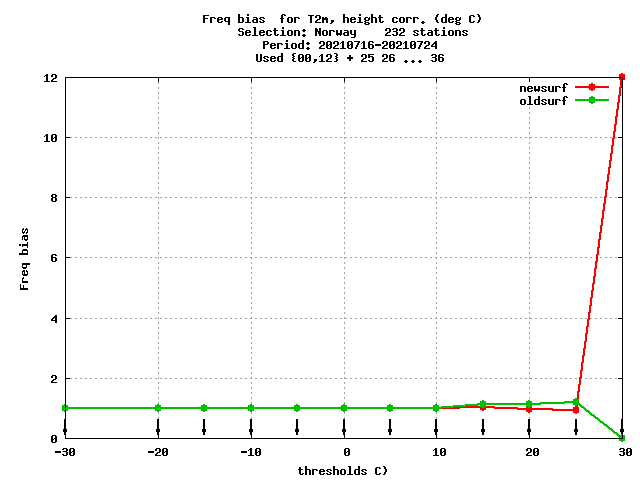 Freq bias  for T2m, height corr. (deg C)
Selection: Norway    232 stations
Period: 20210716-20210724
Used {00,12} + 25 26 ... 36
newsurf
oldsurf
12
10
8
6
4
2
0
Freq bias
-30 -20 -10 0 10 20 30
thresholds C)